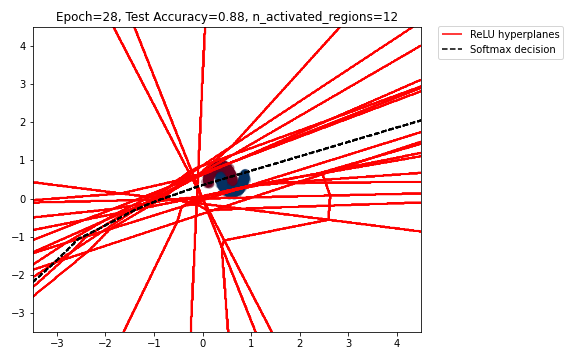 Epoch=28, Test Accuracy=0.88, n_activated_regions=12
ReLU hyperplanes
Softmax decision
4
3
2
1
0
−1
−2
−3
−3 −2 −1 0 1 2 3 4